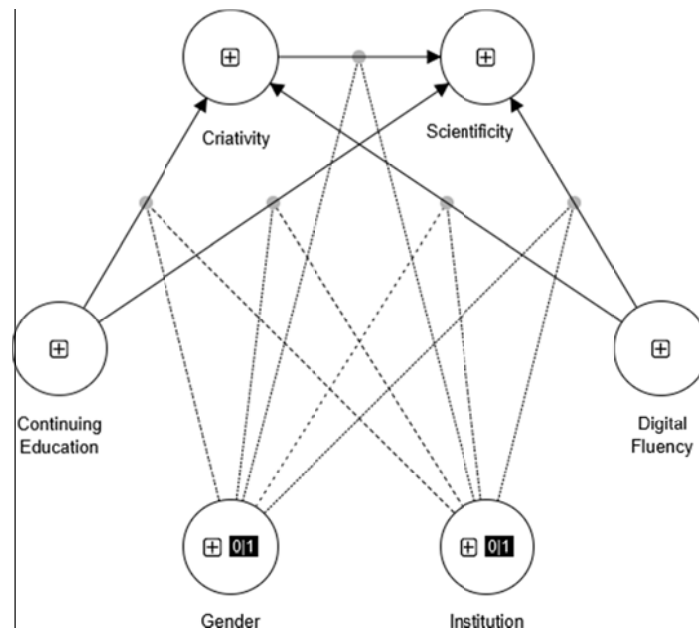 Criativity
Scientificity
Continuing
Education
Digital
Fluency
0|1
0|1
Gender
Institution